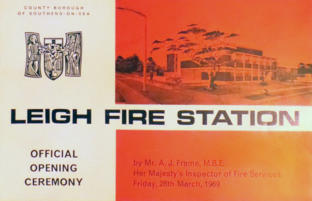 COUNTY BOROUGH
OF SOUTHEND-ON-SEA
LEIGH FIRE STATION
OFFICIAL
OPENING
CEREMONY
by Mr. A. J. Frame, M.B.E.
Her Majesty's Inspector of Fire Services
Friday, 28th March, 1969